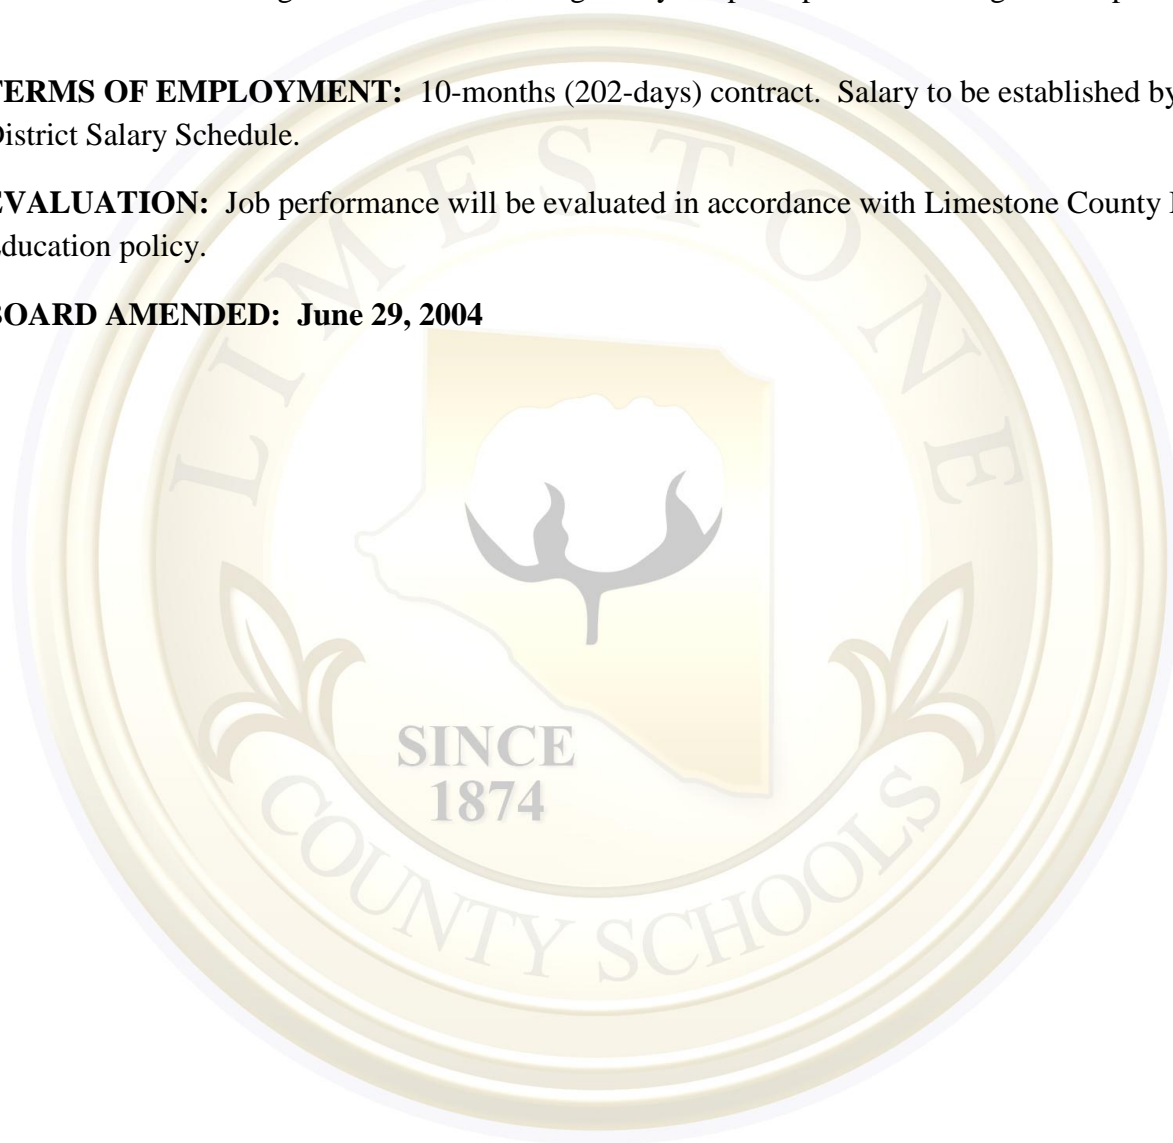 TERMS OF EMPLOYMENT: 10-months (202-days) contract. Salary to be established by
District Salary Schedule.
EVALUATION: Job performance will be evaluated in accordance with Limestone County
Education policy.
BOARD AMENDED: June 29, 2004
LIMESTONE
SINCE
1874
COUNTY SCHOOLS